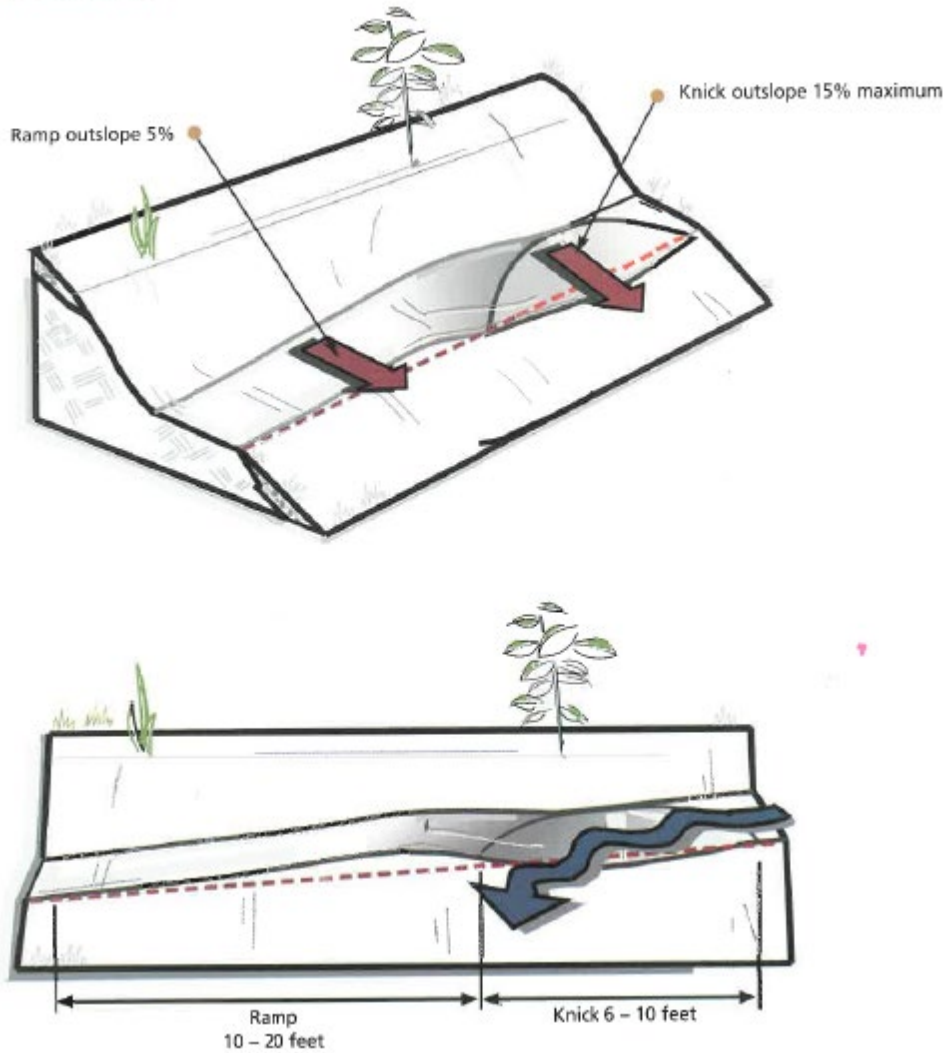 Ramp outslope 5%
Knick outslope 15% maximum
Ramp
10 – 20 feet
Knick 6 – 10 feet